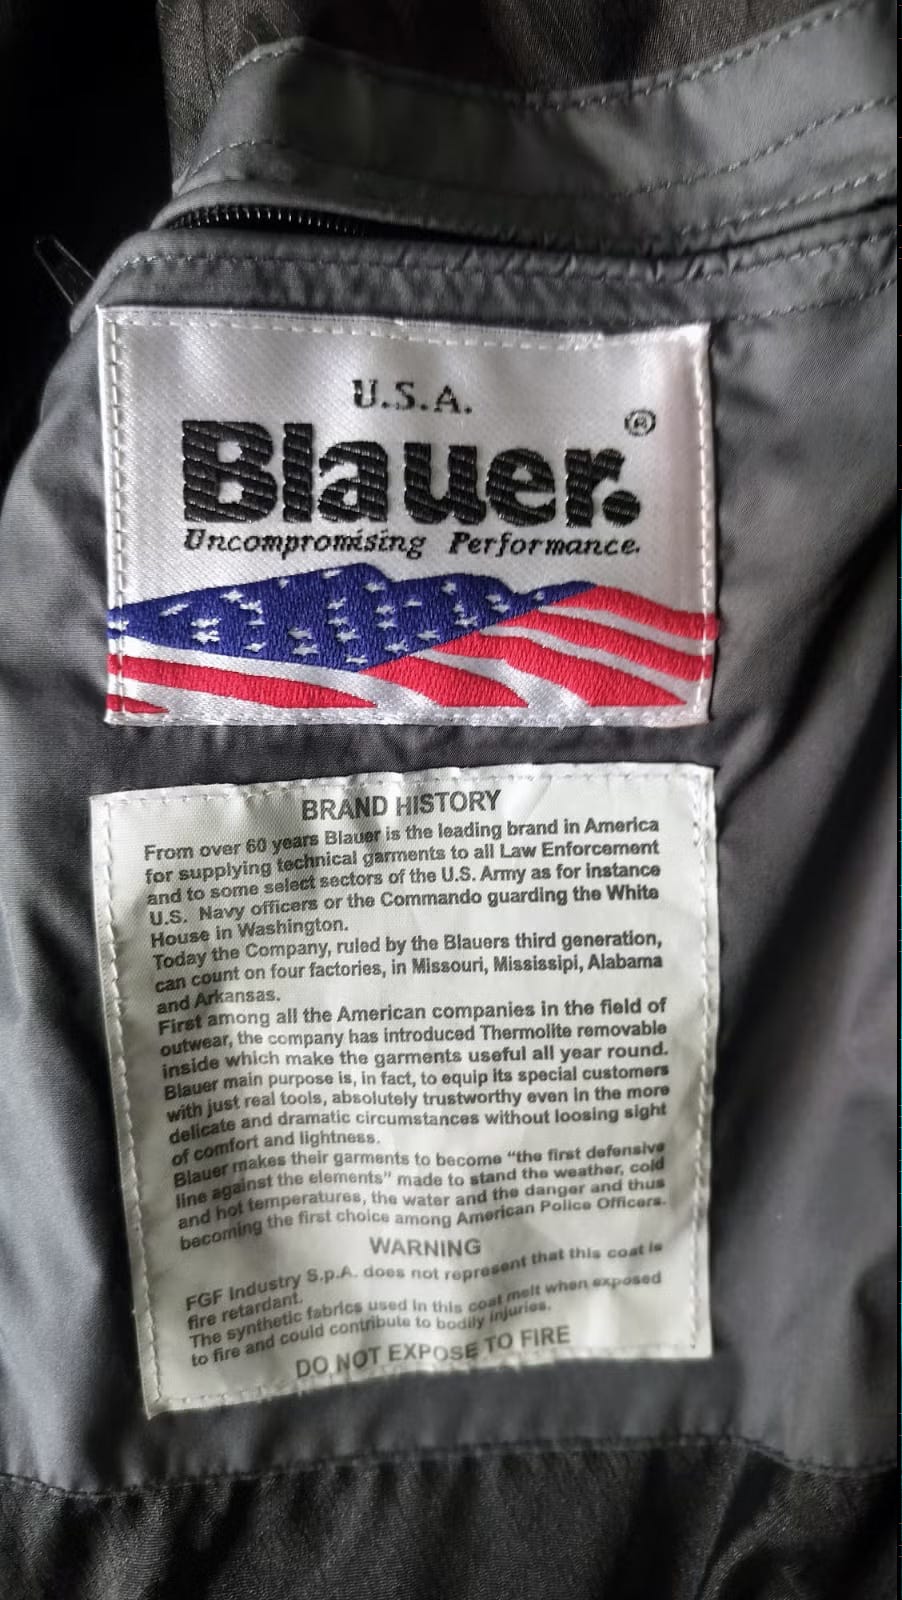 U.S.A.
Blauer.®
Uncompromising Performance.
BRAND HISTORY
From over 60 years Blauer is the leading brand in America
for supplying technical garments to all Law Enforcement
and to some select sectors of the U.S. Army as for instance
U.S. Navy officers or the Commando guarding the White
House in Washington.
Today the Company, ruled by the Blauers third generation,
can count on four factories, in Missouri, Mississipi, Alabama
and Arkansas.
First among all the American companies in the field of
outwear, the company has introduced Thermolite removable
inside which make the garments useful all year round.
Blauer main purpose is, in fact, to equip its special customers
with just real tools, absolutely trustworthy even in the more
delicate and dramatic circumstances without loosing sight
of comfort and lightness.
Blauer makes their garments to become “the first defensive
line against the elements” made to stand the weather, cold
and hot temperatures, the water and the danger and thus
becoming the first choice among American Police Officers.
WARNING
FGF Industry S.p.A. does not represent that this coat is
fire retardant.
The synthetic fabrics used in this coat melt when exposed
to fire and could contribute to bodily injuries.
DO NOT EXPOSE TO FIRE